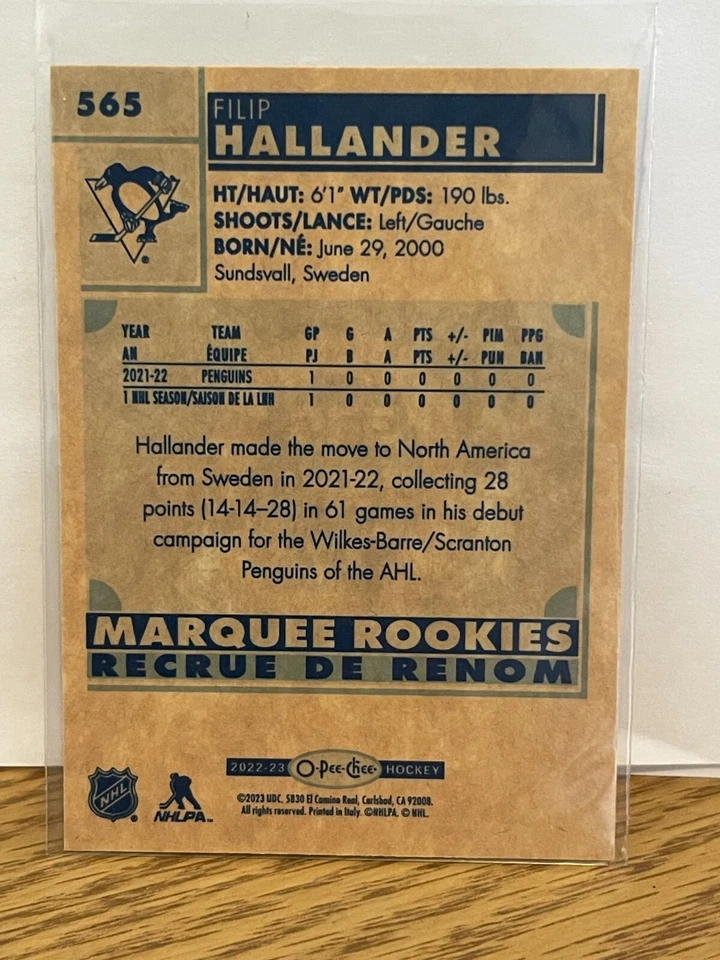 565
FILIP
HALLANDER
HT/HAUT: 6'1" WT/PDS: 190 lbs.
SHOOTS/LANCE: Left/Gauche
BORN/NÉ: June 29, 2000
Sundsvall, Sweden
YEAR TEAM GP G A PTS +/- PIM PPG
AN ÉQUIPE PJ B A PTS +/- PUN BAN
2021-22 PENGUINS 1 0 0 0 0 0 0
1 NHL SEASON/SAISON DE LA LNH 1 0 0 0 0 0 0
Hallander made the move to North America
from Sweden in 2021-22, collecting 28
points (14-14–28) in 61 games in his debut
campaign for the Wilkes-Barre/Scranton
Penguins of the AHL.
MARQUEE ROOKIES
RECRUE DE RENOM
2022-23 O-Pee-Chee HOCKEY
NHL NHLPA™
©2023 UDC, 5830 El Camino Real, Carlsbad, CA 92008.
All rights reserved. Printed in Italy. ©NHLPA. © NHL.